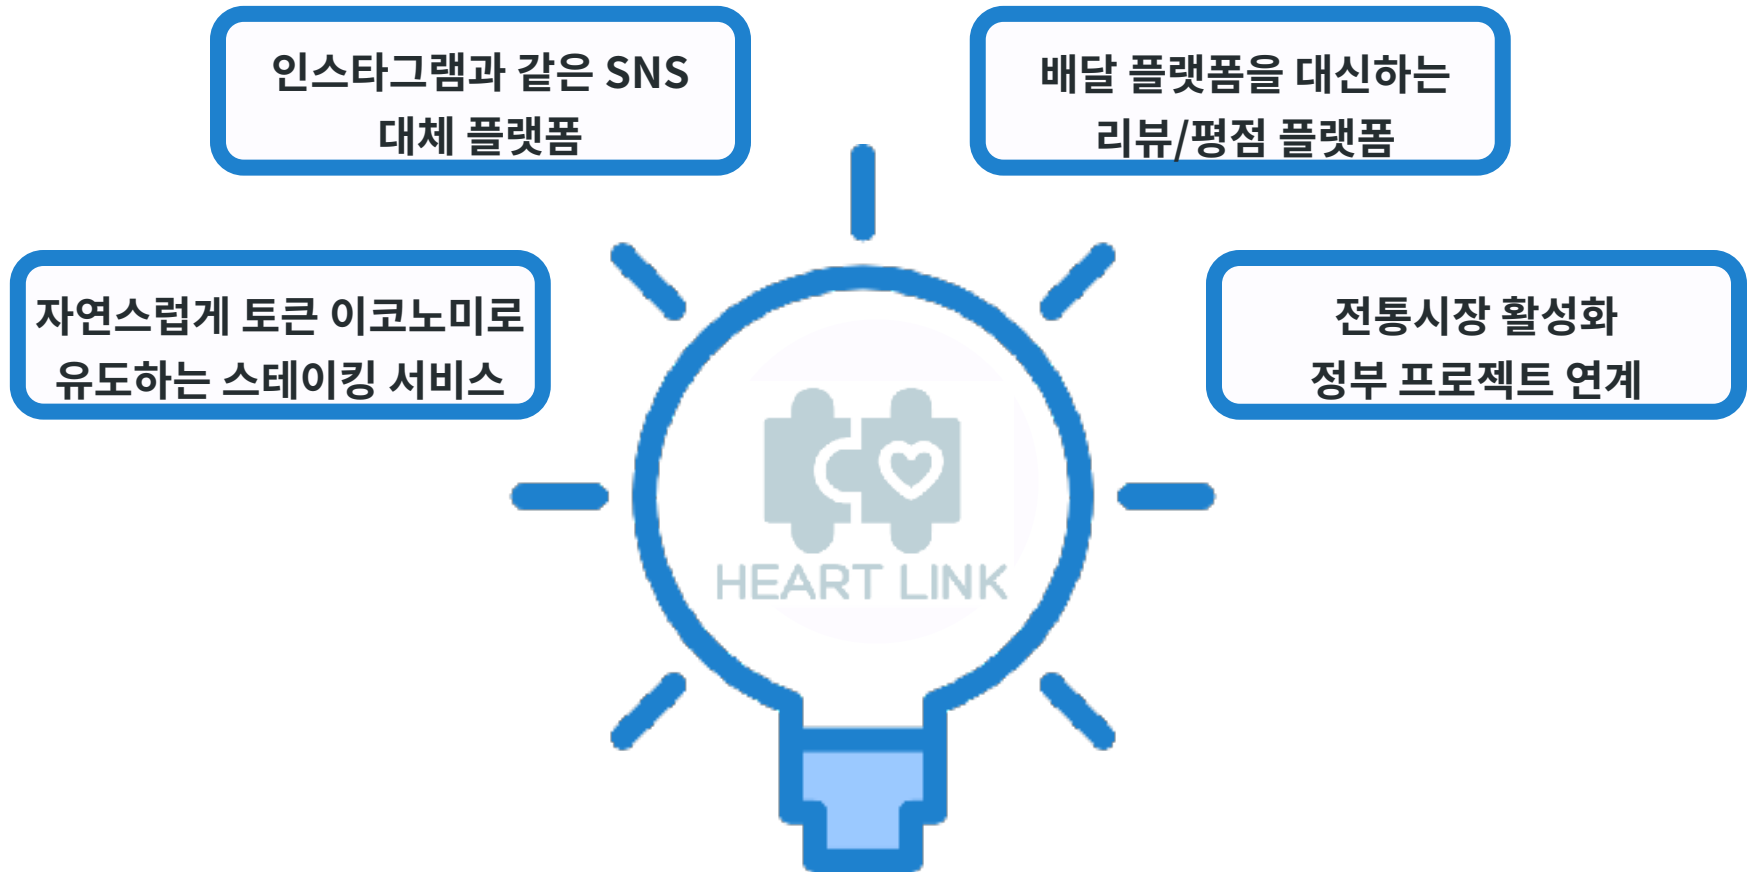 인스타그램과 같은 SNS
대체 플랫폼
배달 플랫폼을 대신하는
리뷰/평점 플랫폼
자연스럽게 토큰 이코노미로
유도하는 스테이킹 서비스
전통시장 활성화
정부 프로젝트 연계
HEART LINK